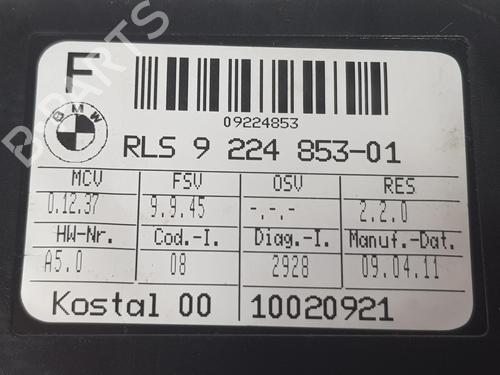 F
BMW
09224853
RLS 9 224 853-01
MCV FSV OSV RES
0.12.37 9.9.45 -.-.- 2.2.0
HW-Nr. Cod.-I. Diag.-I. Manuf.-Dat.
A5.0 08 2928 09.04.11
Kostal 00 10020921
B-PARTS